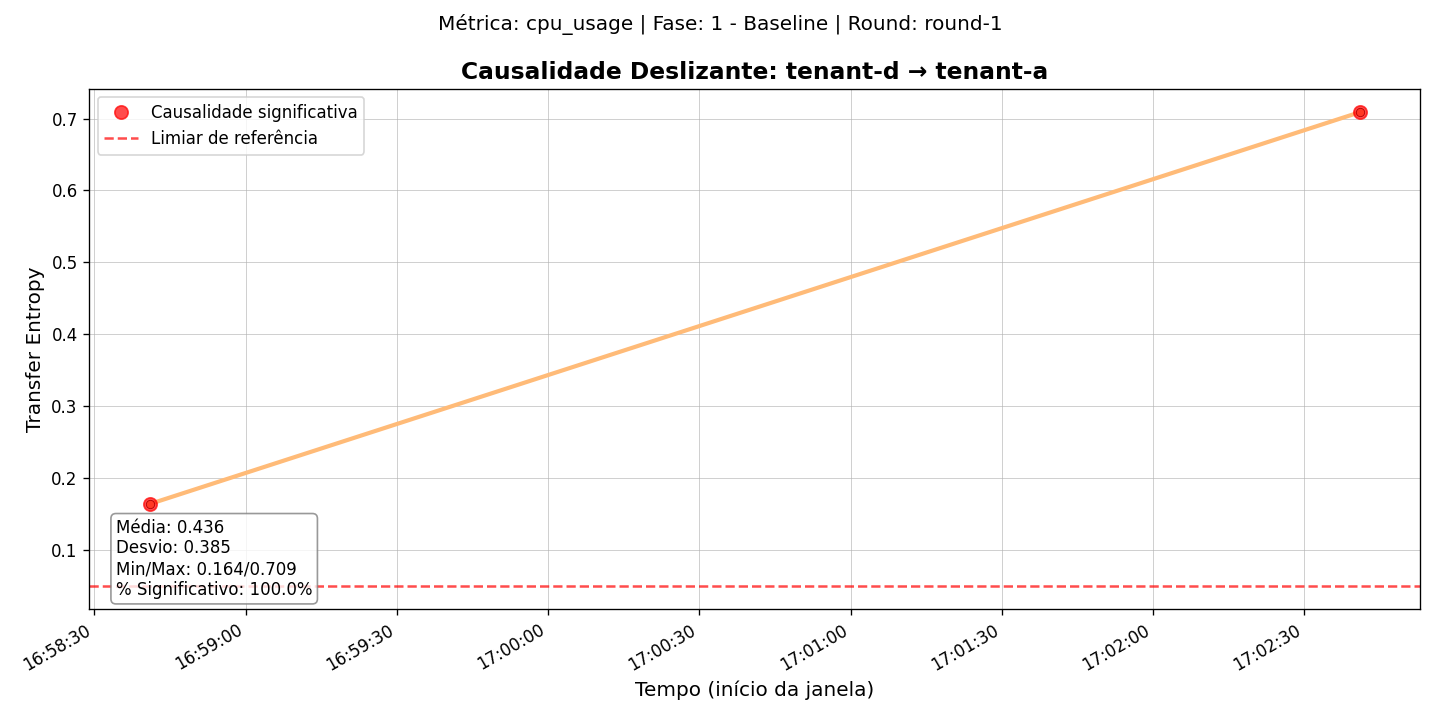 Métrica: cpu_usage | Fase: 1 - Baseline | Round: round-1
Causalidade Deslizante: tenant-d → tenant-a
Causalidade significativa
Limiar de referência
Transfer Entropy
0.7
0.6
0.5
0.4
0.3
0.2
0.1
Média: 0.436
Desvio: 0.385
Min/Max: 0.164/0.709
% Significativo: 100.0%
16:58:30
16:59:00
16:59:30
17:00:00
17:00:30
17:01:00
17:01:30
17:02:00
17:02:30
Tempo (início da janela)